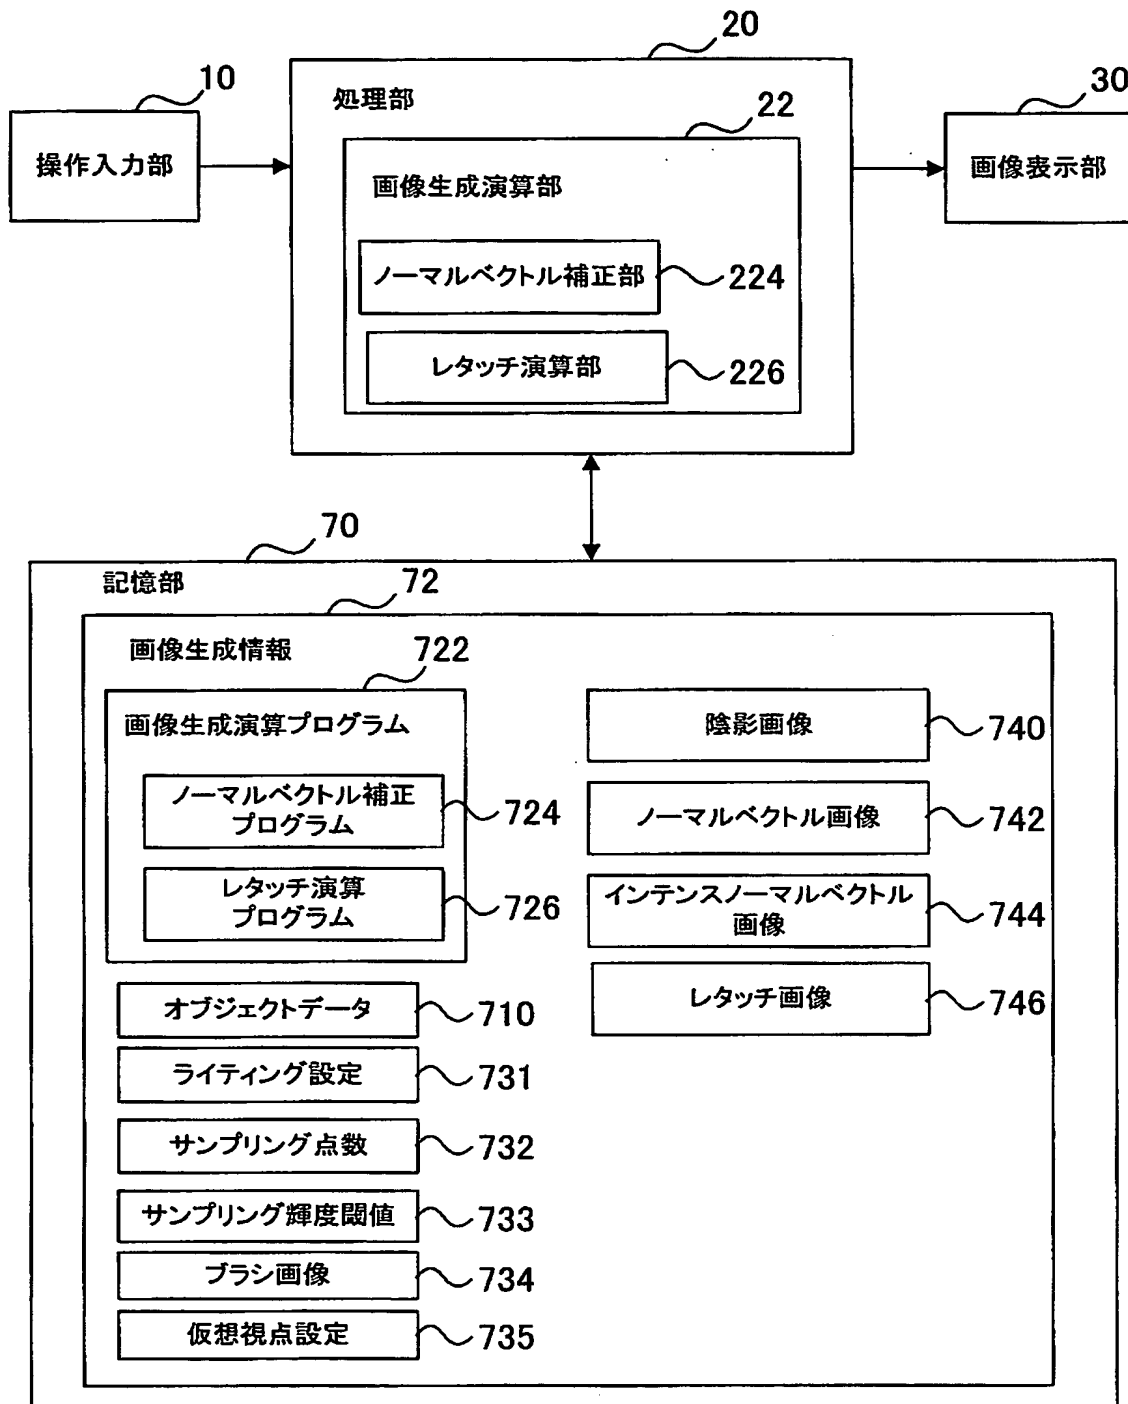 20
10
処理部
22
30
操作入力部
画像生成演算部
画像表示部
ノーマルベクトル補正部
224
レタッチ演算部
226
70
記憶部
72
画像生成情報
722
画像生成演算プログラム
ノーマルベクトル補正
プログラム
724
レタッチ演算
プログラム
726
オブジェクトデータ
710
ライティング設定
731
サンプリング点数
732
サンプリング輝度閾値
733
ブラシ画像
734
仮想視点設定
735
陰影画像
740
ノーマルベクトル画像
742
インテンスノーマルベクトル
画像
744
レタッチ画像
746